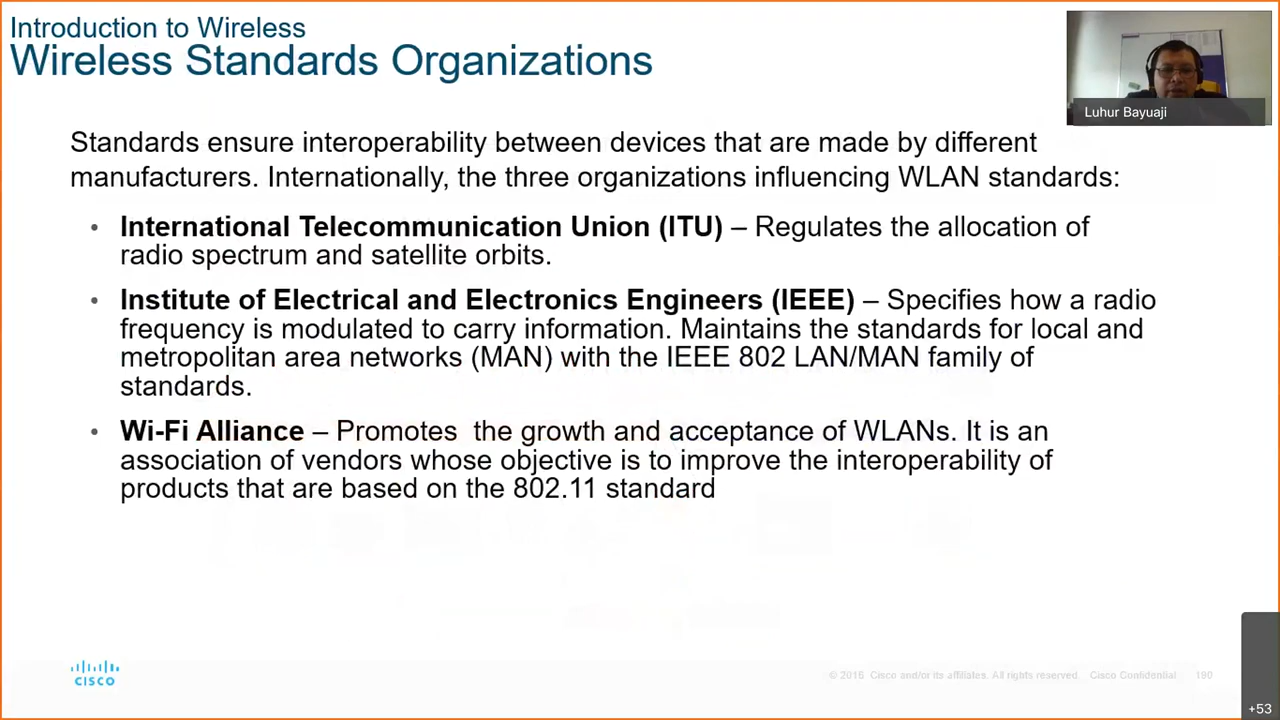 Introduction to Wireless
Wireless Standards Organizations
Luhur Bayuaji
Standards ensure interoperability between devices that are made by different
manufacturers. Internationally, the three organizations influencing WLAN standards:
• International Telecommunication Union (ITU) – Regulates the allocation of
radio spectrum and satellite orbits.
• Institute of Electrical and Electronics Engineers (IEEE) – Specifies how a radio
frequency is modulated to carry information. Maintains the standards for local and
metropolitan area networks (MAN) with the IEEE 802 LAN/MAN family of
standards.
• Wi-Fi Alliance – Promotes  the growth and acceptance of WLANs. It is an
association of vendors whose objective is to improve the interoperability of
products that are based on the 802.11 standard
CISCO
© 2016 Cisco and/or its affiliates. All rights reserved. Cisco Confidential 190
+53